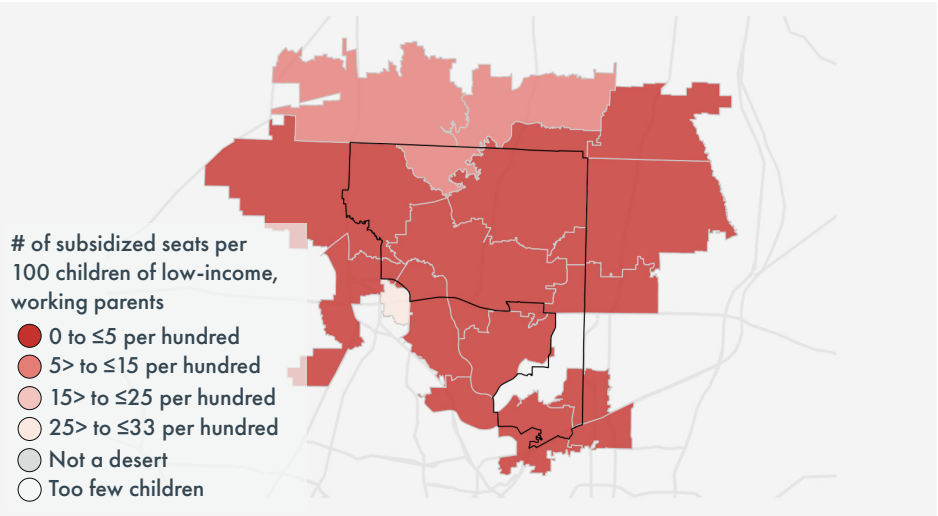 # of subsidized seats per
100 children of low-income,
working parents
0 to ≤5 per hundred
5> to ≤15 per hundred
15> to ≤25 per hundred
25> to ≤33 per hundred
Not a desert
Too few children